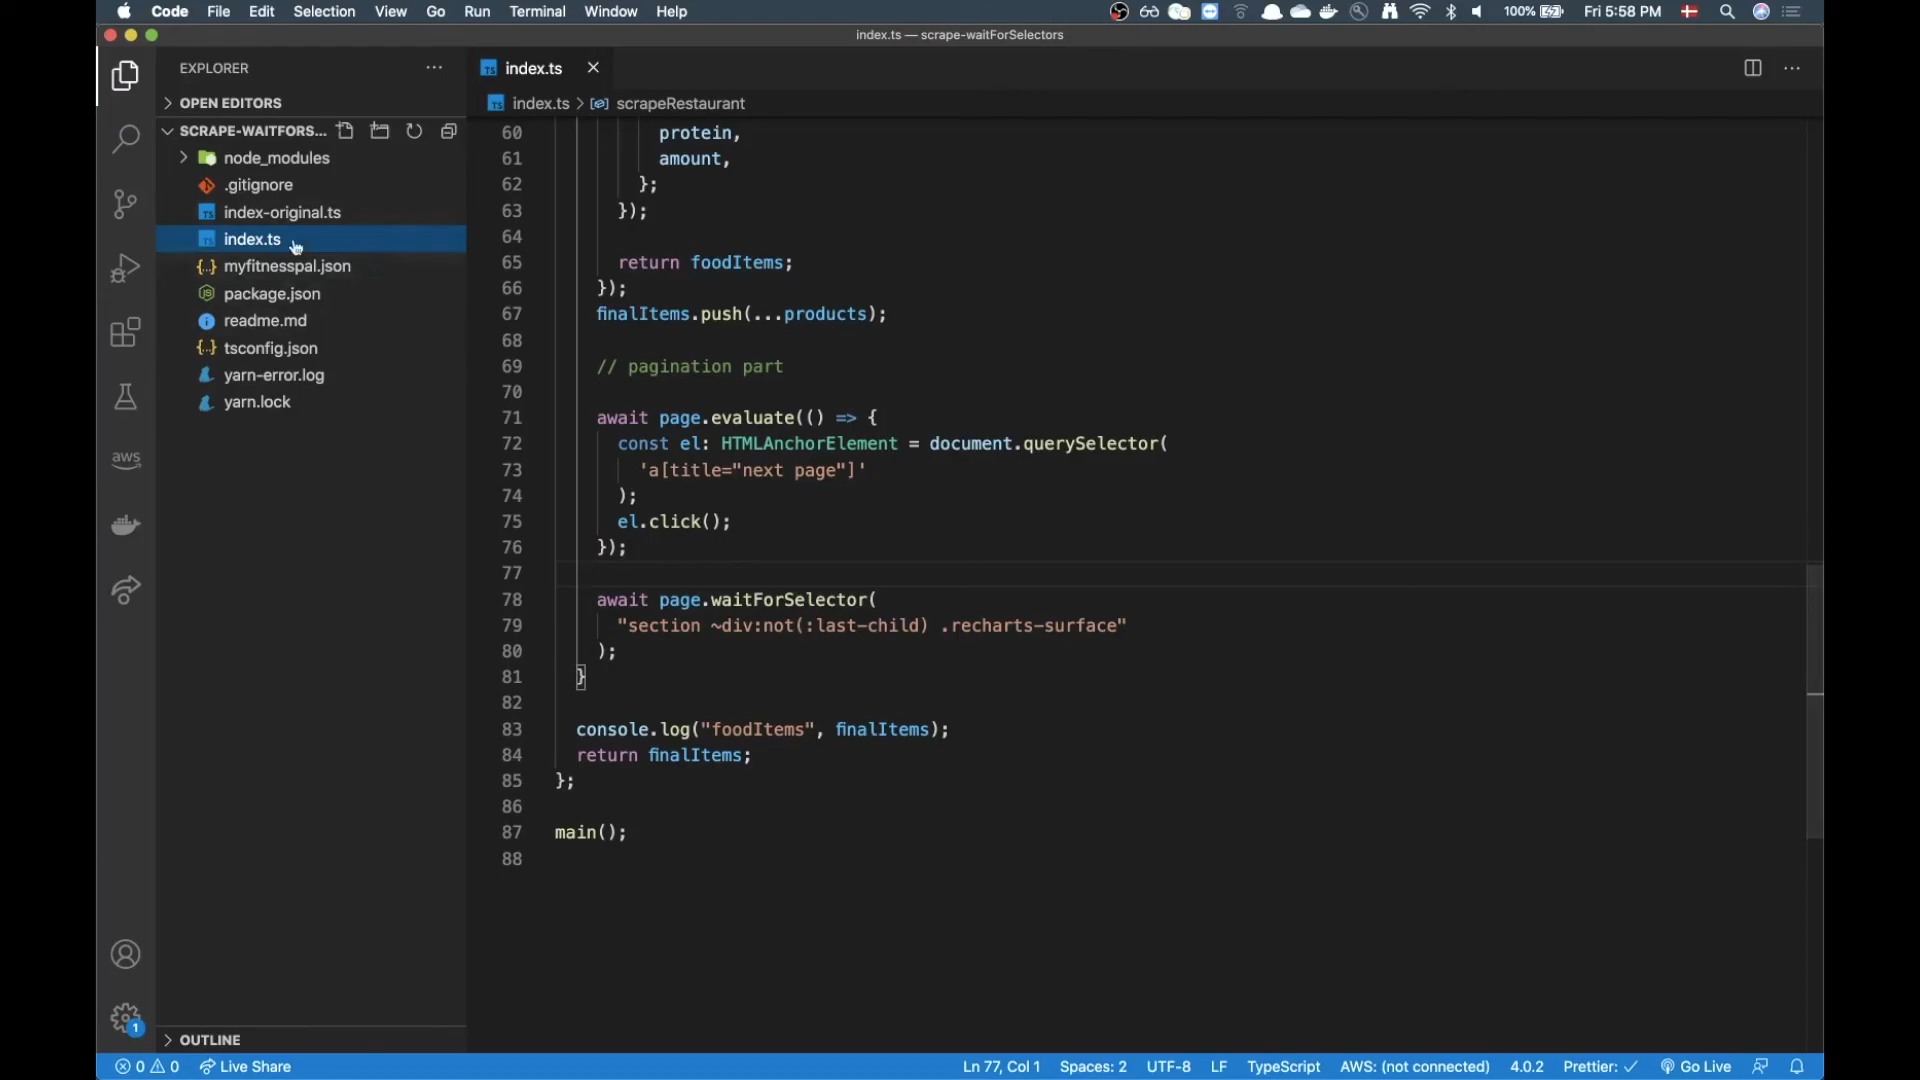 Code File Edit Selection View Go Run Terminal Window Help
100% Fri 5:58 PM
index.ts — scrape-waitForSelectors
EXPLORER
OPEN EDITORS
SCRAPE-WAITFORS...
node_modules
.gitignore
index-original.ts
index.ts
myfitnesspal.json
package.json
readme.md
tsconfig.json
yarn-error.log
yarn.lock
OUTLINE
aws
1
index.ts
index.ts > scrapeRestaurant
60 protein,
61 amount,
62 };
63 });
64
65 return foodItems;
66 });
67 finalItems.push(...products);
68
69 // pagination part
70
71 await page.evaluate(() => {
72 const el: HTMLAnchorElement = document.querySelector(
73 'a[title="next page"]'
74 );
75 el.click();
76 });
77
78 await page.waitForSelector(
79 "section ~div:not(:last-child) .recharts-surface"
80 );
81 }
82
83 console.log("foodItems", finalItems);
84 return finalItems;
85 };
86
87 main();
88
0 0 Live Share Ln 77, Col 1 Spaces: 2 UTF-8 LF TypeScript AWS: (not connected) 4.0.2 Prettier: ✓ Go Live